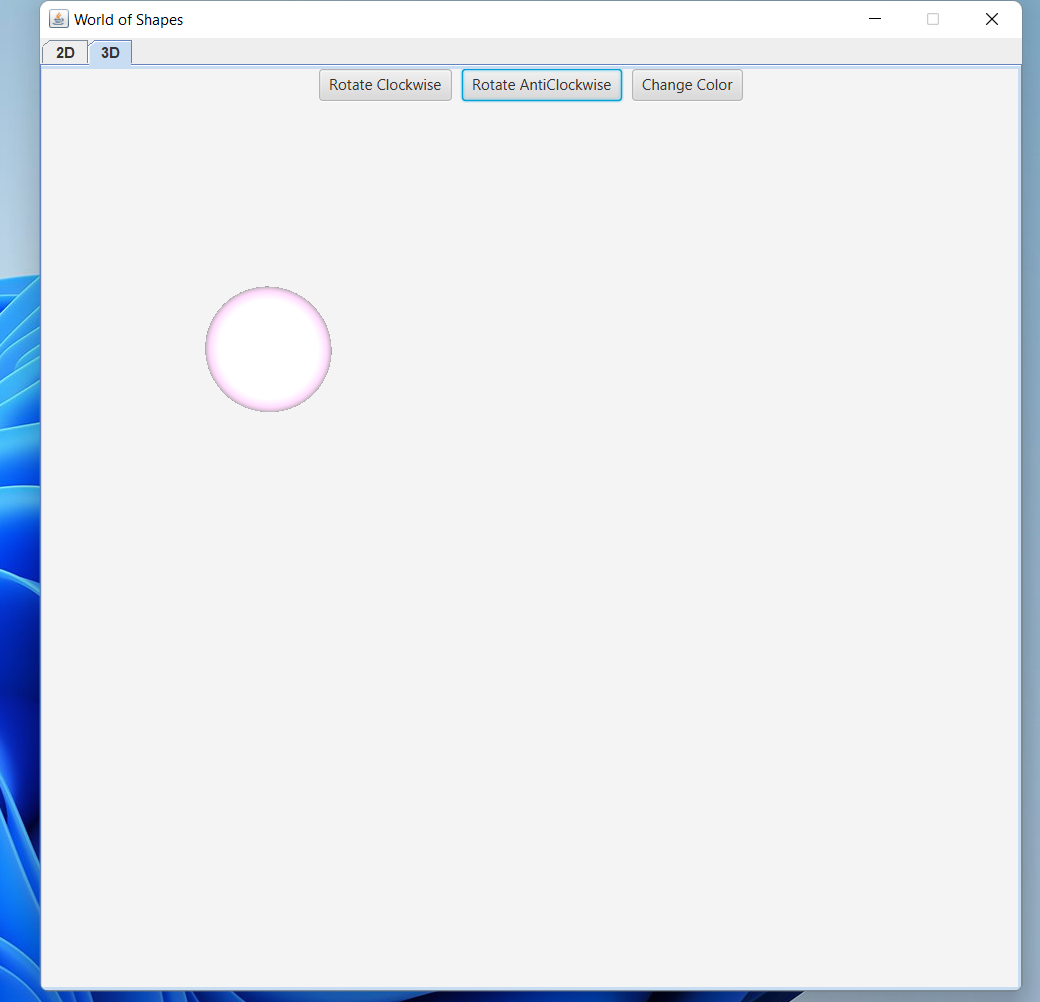 World of Shapes
2D 3D
Rotate Clockwise Rotate AntiClockwise Change Color